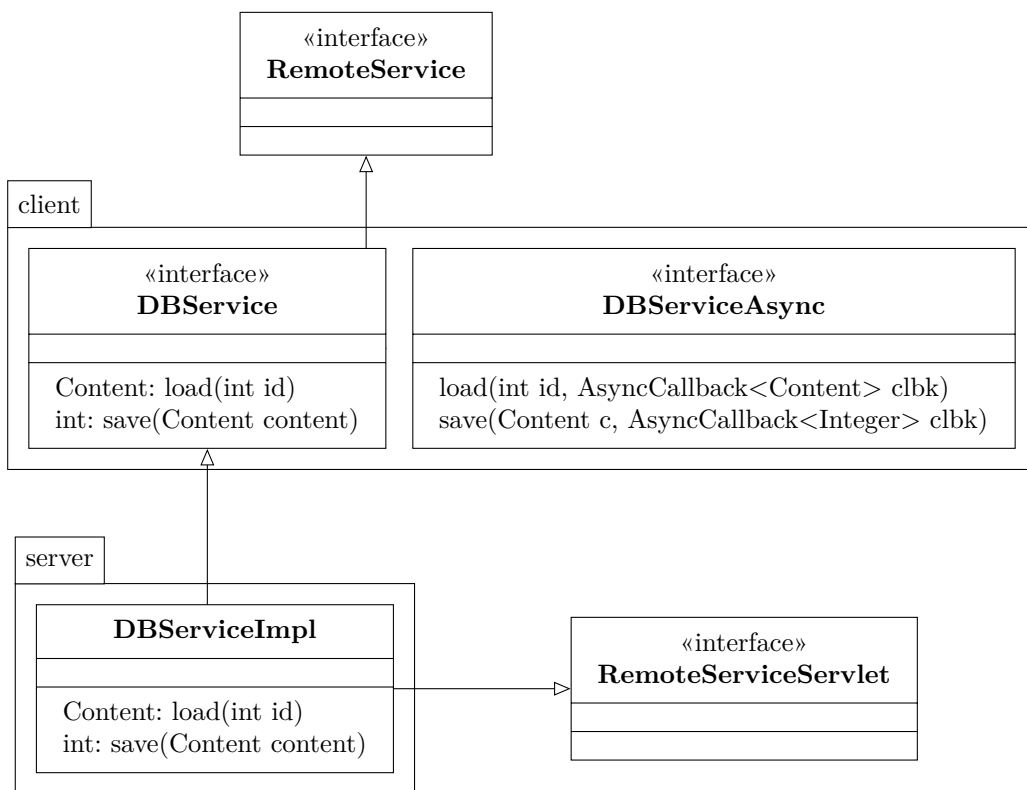 «interface»
RemoteService
client
«interface»
DBService
Content: load(int id)
int: save(Content content)
«interface»
DBServiceAsync
load(int id, AsyncCallback<Content> clbk)
save(Content c, AsyncCallback<Integer> clbk)
server
DBServiceImpl
Content: load(int id)
int: save(Content content)
«interface»
RemoteServiceServlet